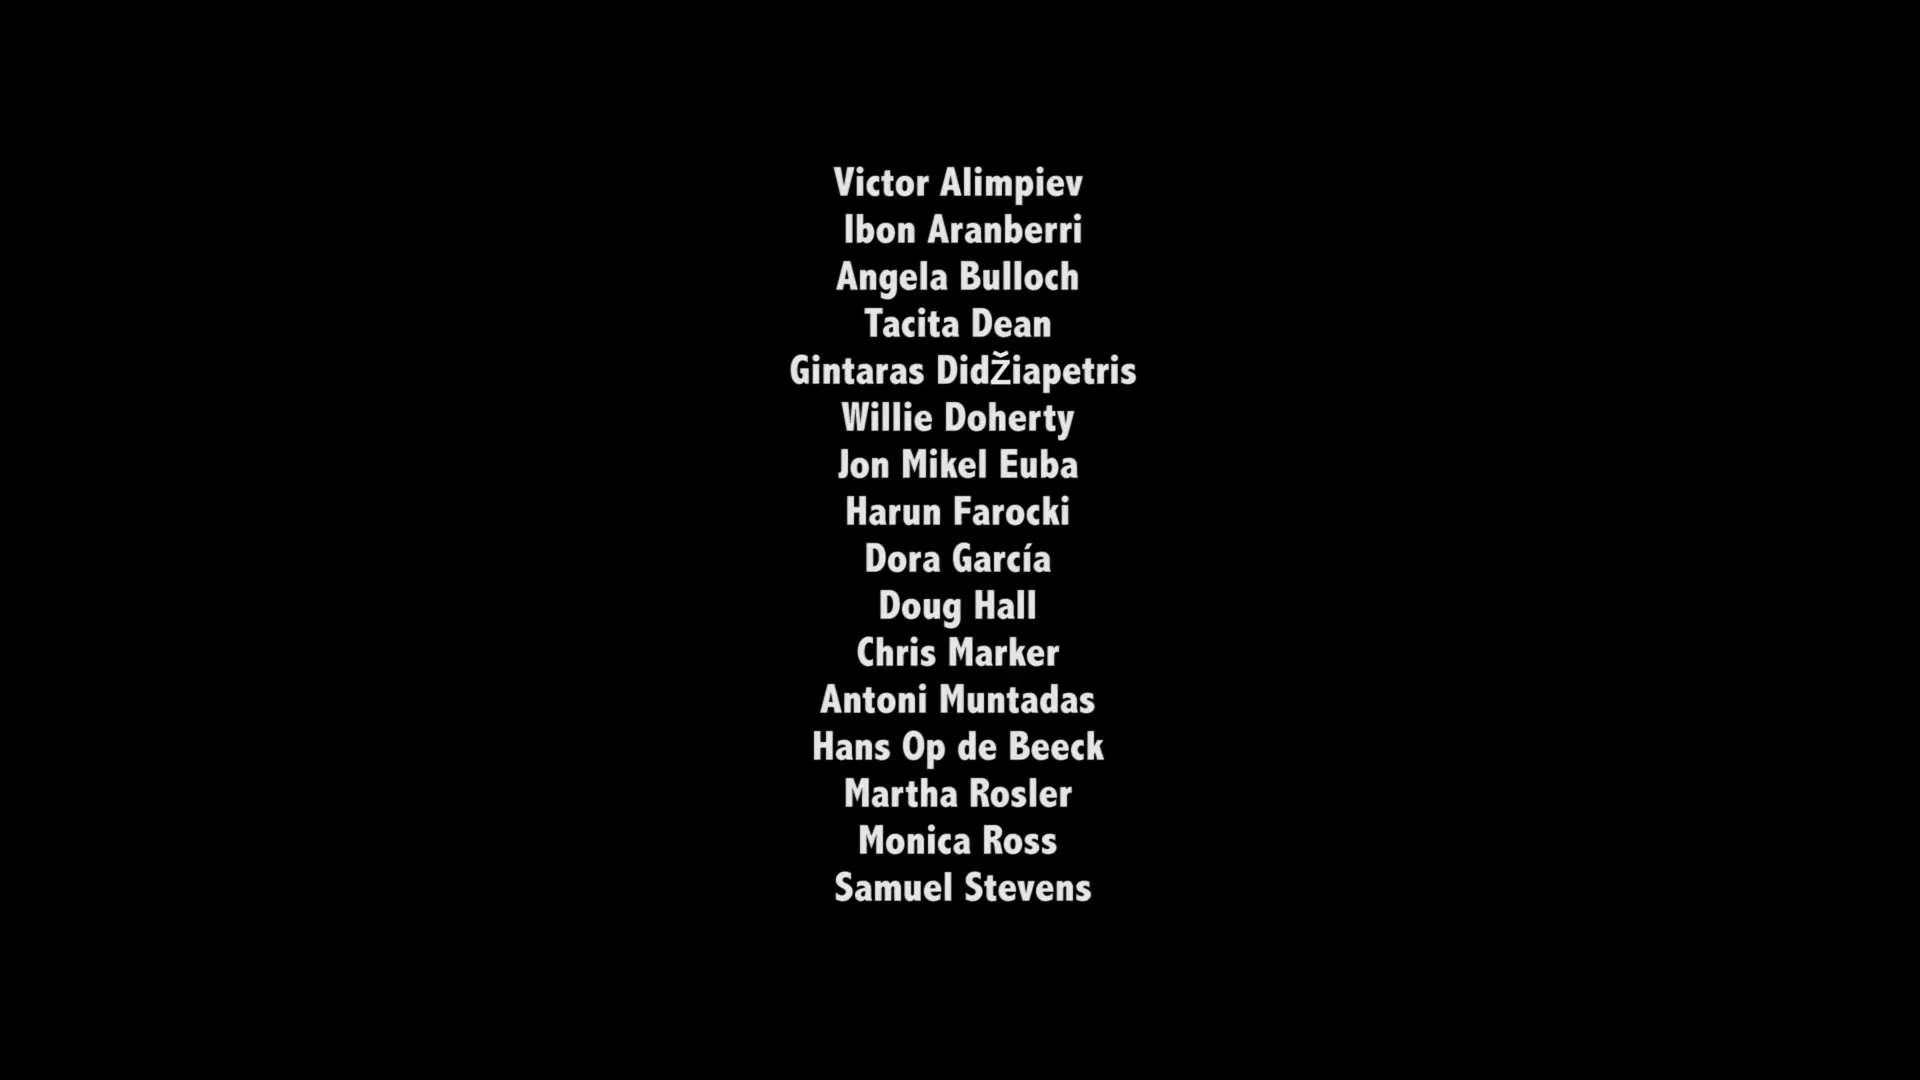 Victor Alimpiev
Ibon Aranberri
Angela Bulloch
Tacita Dean
Gintaras DidŽiapetris
Willie Doherty
Jon Mikel Euba
Harun Farocki
Dora García
Doug Hall
Chris Marker
Antoni Muntadas
Hans Op de Beeck
Martha Rosler
Monica Ross
Samuel Stevens